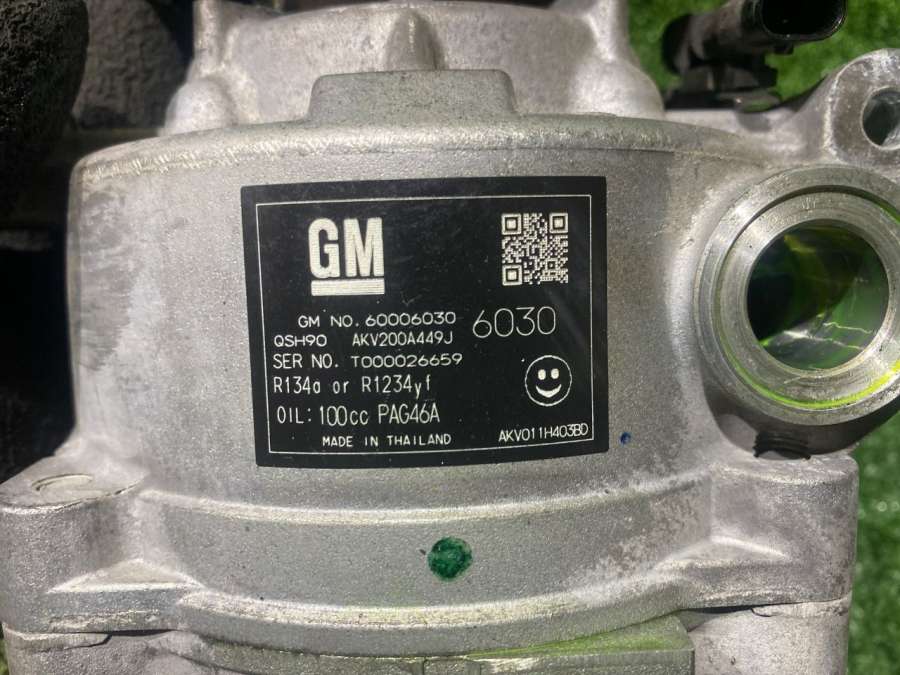 GM
GM NO. 60006030 6030
QSH90 AKV200A449J
SER NO. T000026659
R134a or R1234yf
OIL: 100cc PAG46A
MADE IN THAILAND AKV011H403BD